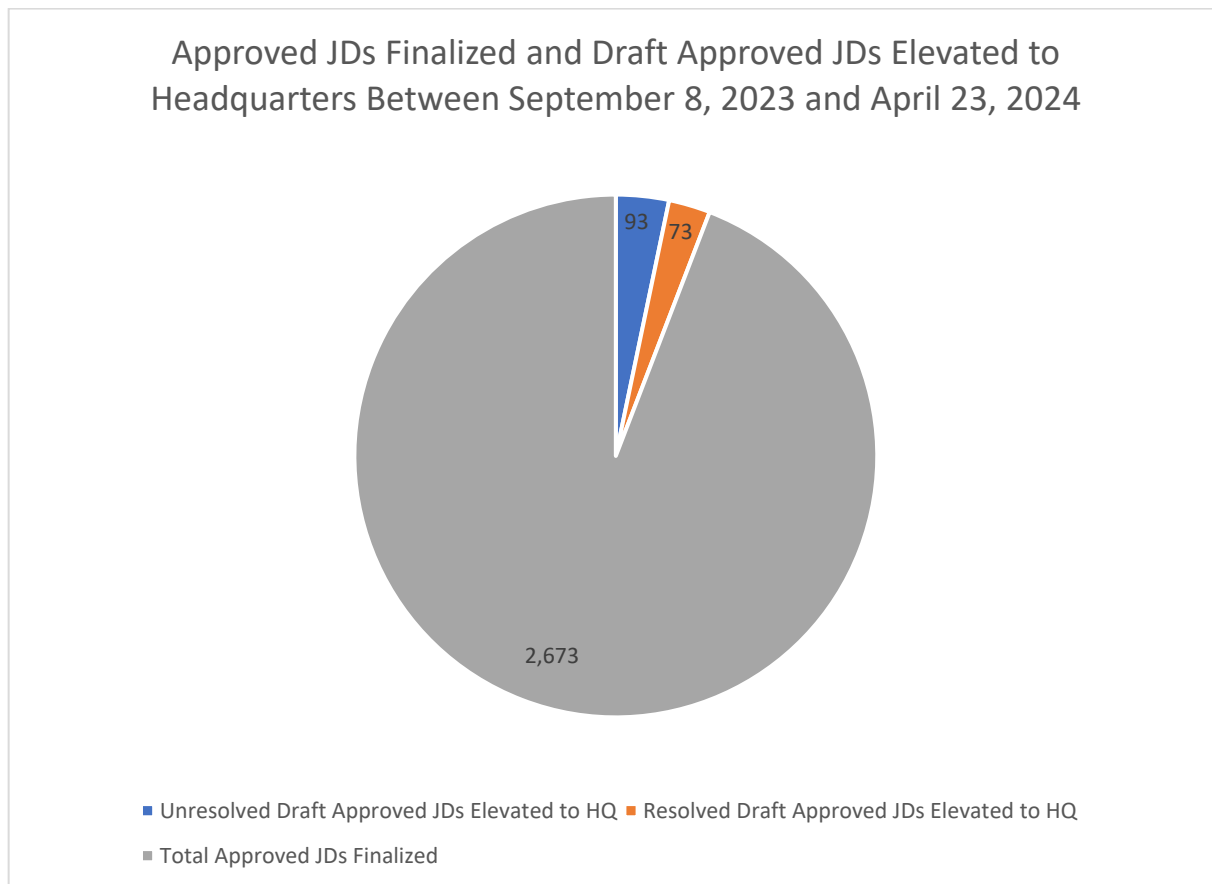 Approved JDs Finalized and Draft Approved JDs Elevated to
Headquarters Between September 8, 2023 and April 23, 2024
93
73
2,673
Unresolved Draft Approved JDs Elevated to HQ
Resolved Draft Approved JDs Elevated to HQ
Total Approved JDs Finalized